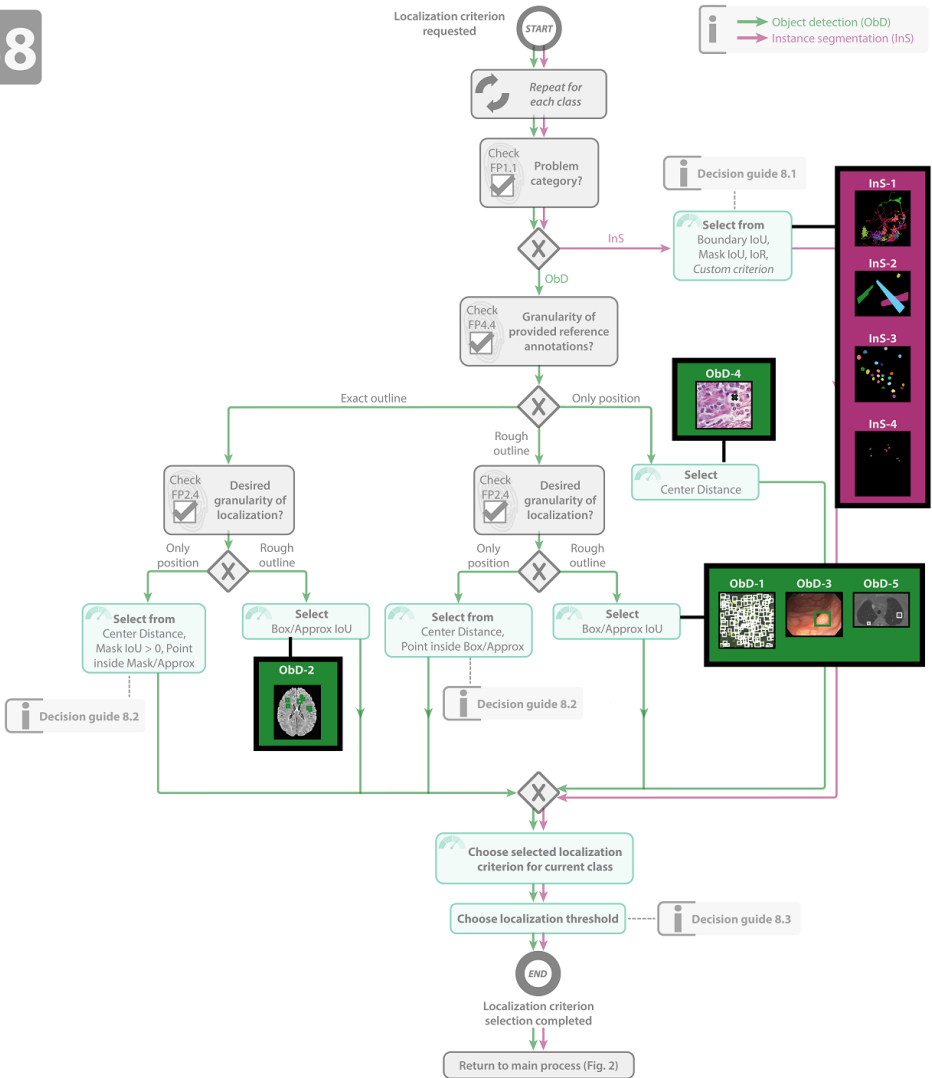 8
Localization criterion
requested
START
Object detection (ObD)
Instance segmentation (InS)
Repeat for
each class
Check
FP1.1
Problem
category?
Decision guide 8.1
InS
Select from
Boundary IoU,
Mask IoU, IoR,
Custom criterion
InS-1
InS-2
InS-3
InS-4
ObD
Check
FP4.4
Granularity of
provided reference
annotations?
Exact outline
Only position
Rough
outline
ObD-4
Select
Center Distance
Check
FP2.4
Desired
granularity of
localization?
Check
FP2.4
Desired
granularity of
localization?
Only
position
Rough
outline
Only
position
Rough
outline
Select from
Center Distance,
Mask IoU > 0, Point
inside Mask/Approx
Select
Box/Approx IoU
Select from
Center Distance,
Point inside Box/Approx
Select
Box/Approx IoU
ObD-1
ObD-3
ObD-5
ObD-2
Decision guide 8.2
Decision guide 8.2
Choose selected localization
criterion for current class
Choose localization threshold
Decision guide 8.3
END
Localization criterion
selection completed
Return to main process (Fig. 2)